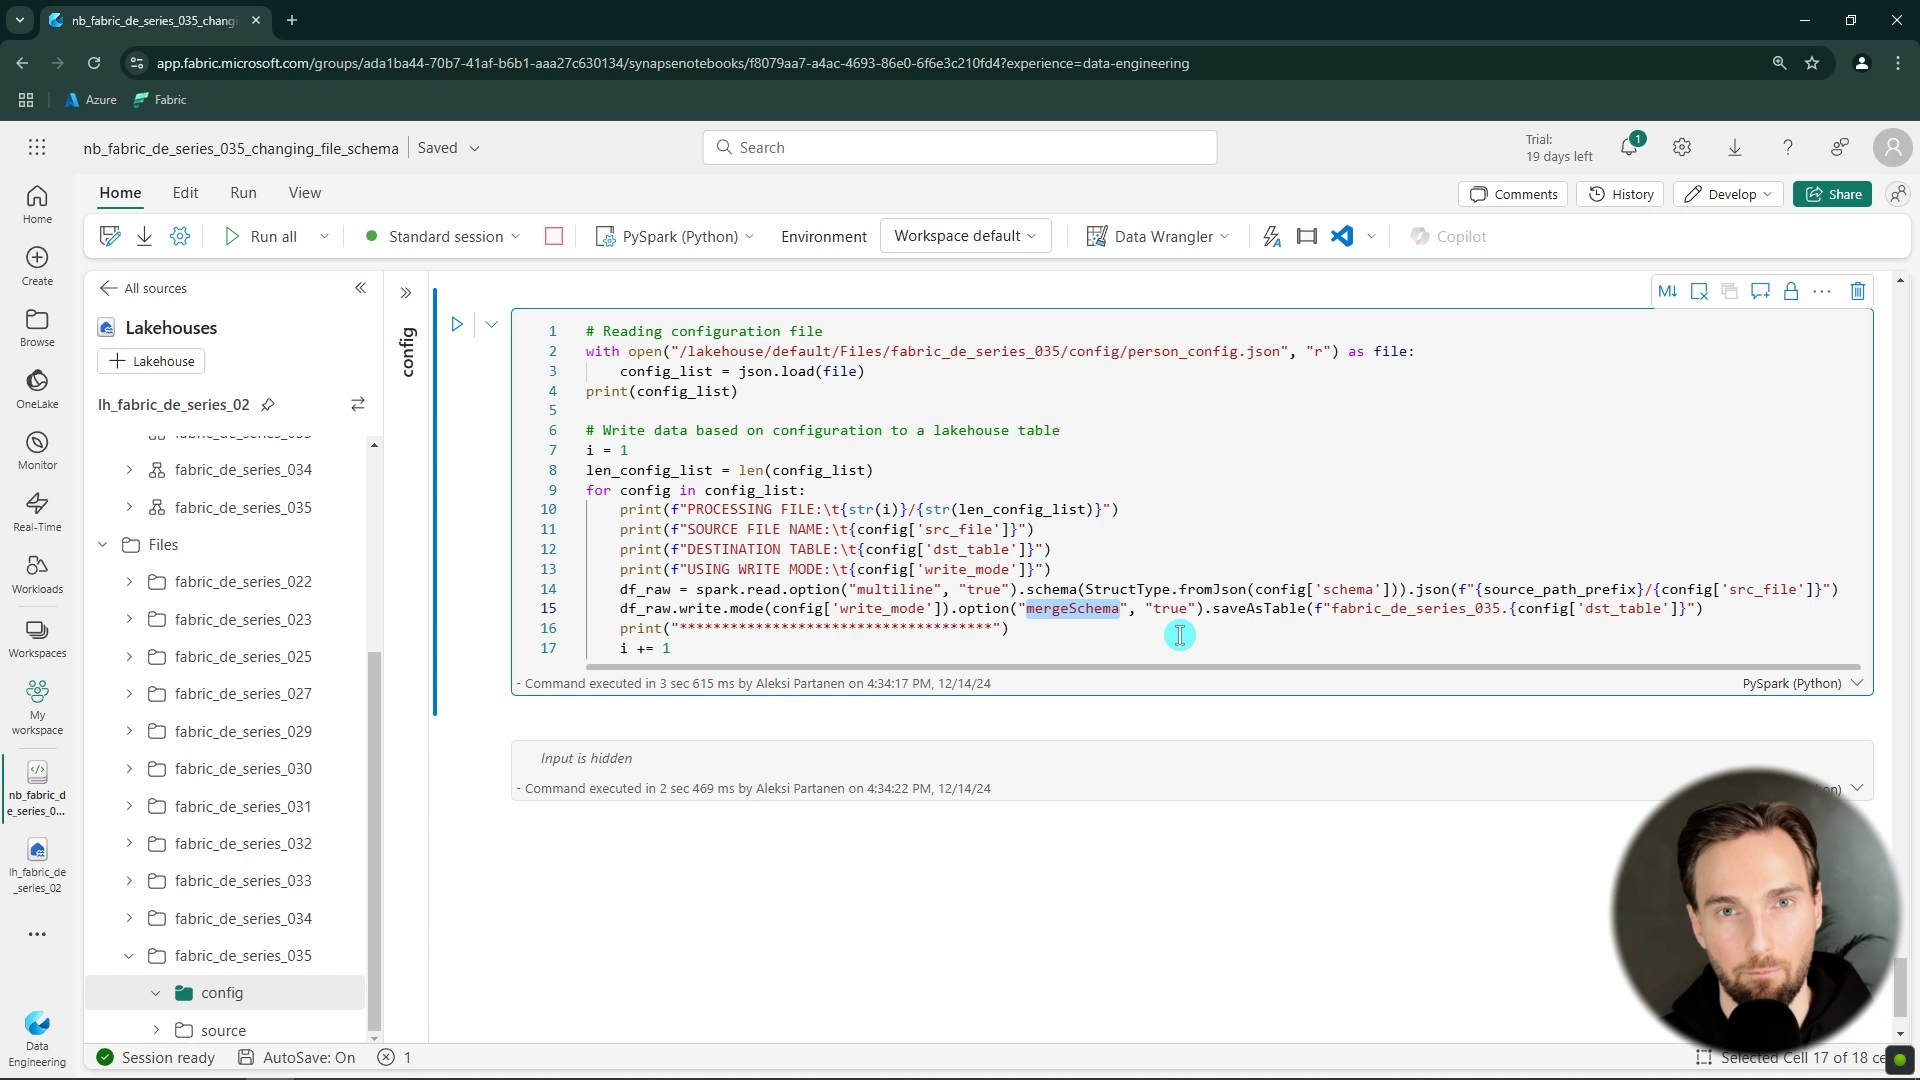 nb_fabric_de_series_035_changi
app.fabric.microsoft.com/groups/ada1ba44-70b7-41af-b6b1-aaa27c630134/synapsenotebooks/f8079aa7-a4ac-4693-86e0-6f6e3c210fd4?experience=data-engineering
Azure
Fabric
nb_fabric_de_series_035_changing_file_schema
Saved
Search
Trial:
19 days left
1
Home
Edit
Run
View
Comments
History
Develop
Share
Run all
Standard session
PySpark (Python)
Environment
Workspace default
Data Wrangler
Copilot
Home
Create
Browse
OneLake
Monitor
Real-Time
Workloads
Workspaces
My
workspace
nb_fabric_d
e_series_0...
lh_fabric_de
_series_02
Data
Engineering
All sources
Lakehouses
Lakehouse
lh_fabric_de_series_02
fabric_de_series_034
fabric_de_series_035
Files
fabric_de_series_022
fabric_de_series_023
fabric_de_series_025
fabric_de_series_027
fabric_de_series_029
fabric_de_series_030
fabric_de_series_031
fabric_de_series_032
fabric_de_series_033
fabric_de_series_034
fabric_de_series_035
config
source
config
M↓
1 # Reading configuration file
2 with open("/lakehouse/default/Files/fabric_de_series_035/config/person_config.json", "r") as file:
3 config_list = json.load(file)
4 print(config_list)
5
6 # Write data based on configuration to a lakehouse table
7 i = 1
8 len_config_list = len(config_list)
9 for config in config_list:
10 print(f"PROCESSING FILE:\t{str(i)}/{str(len_config_list)}")
11 print(f"SOURCE FILE NAME:\t{config['src_file']}")
12 print(f"DESTINATION TABLE:\t{config['dst_table']}")
13 print(f"USING WRITE MODE:\t{config['write_mode']}")
14 df_raw = spark.read.option("multiline", "true").schema(StructType.fromJson(config['schema'])).json(f"{source_path_prefix}/{config['src_file']}")
15 df_raw.write.mode(config['write_mode']).option("mergeSchema", "true").saveAsTable(f"fabric_de_series_035.{config['dst_table']}")
16 print("*************************************")
17 i += 1
- Command executed in 3 sec 615 ms by Aleksi Partanen on 4:34:17 PM, 12/14/24
PySpark (Python)
Input is hidden
- Command executed in 2 sec 469 ms by Aleksi Partanen on 4:34:22 PM, 12/14/24
Session ready
AutoSave: On
1
Selected Cell 17 of 18 ce